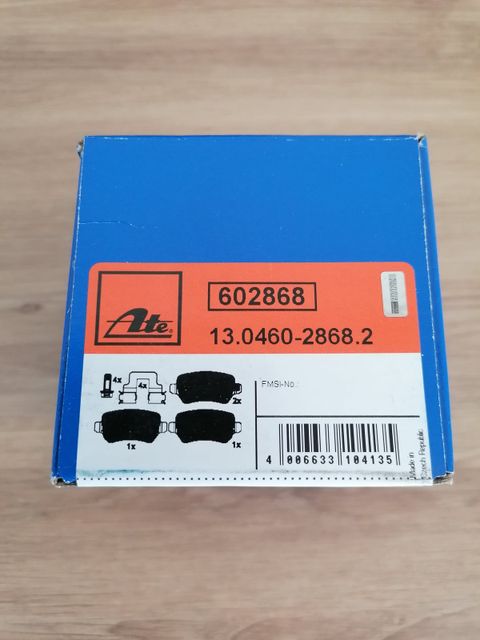 Ate®
602868
13.0460-2868.2
4x
4x
2x
1x
1x
FMSI-No.:
4 006633 104135
Made in
Czech Republic